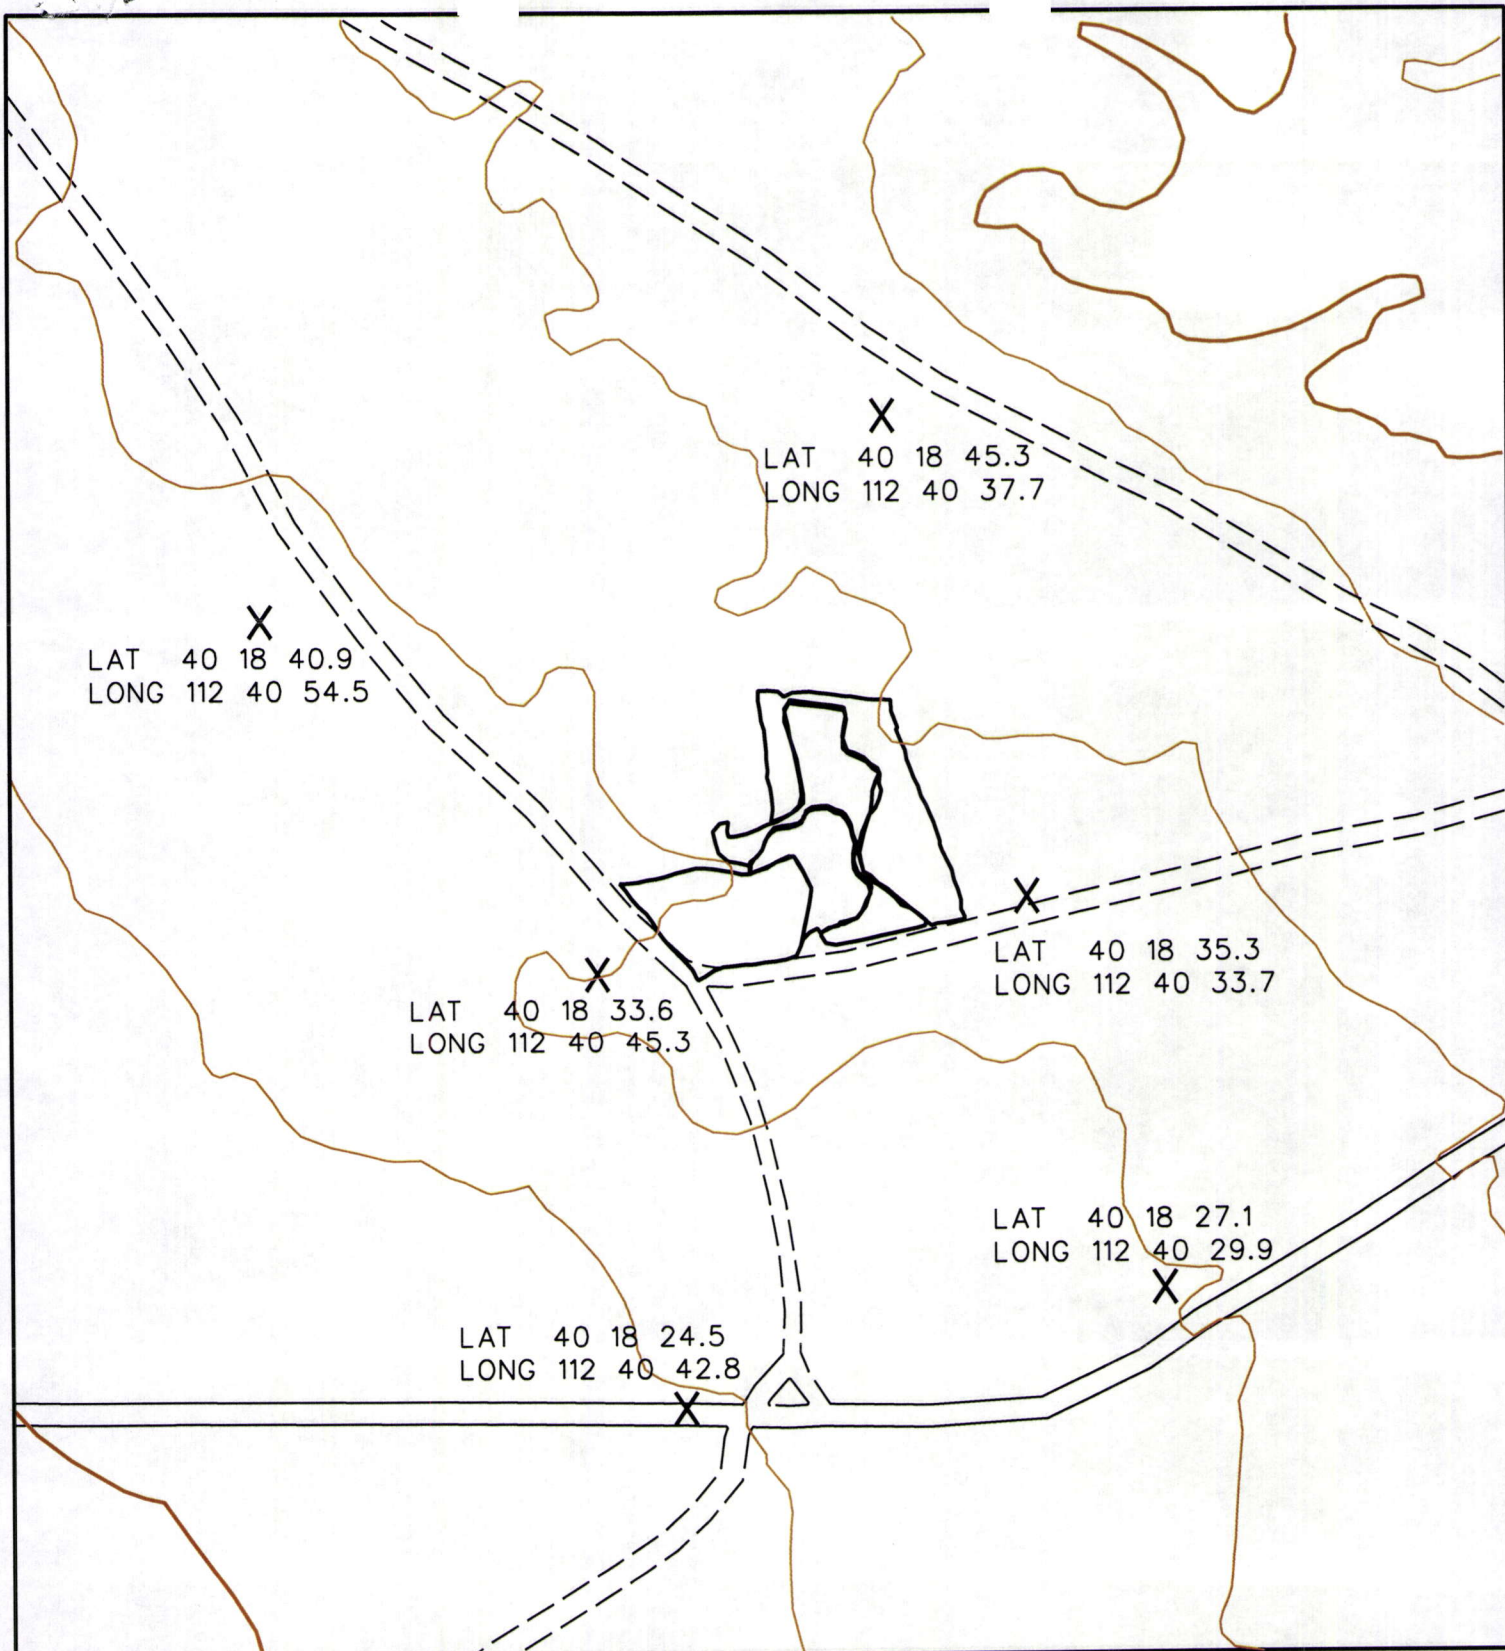 LAT 40 18 45.3
LONG 112 40 37.7
LAT 40 18 40.9
LONG 112 40 54.5
LAT 40 18 35.3
LONG 112 40 33.7
LAT 40 18 33.6
LONG 112 40 45.3
LAT 40 18 27.1
LONG 112 40 29.9
LAT 40 18 24.5
LONG 112 40 42.8